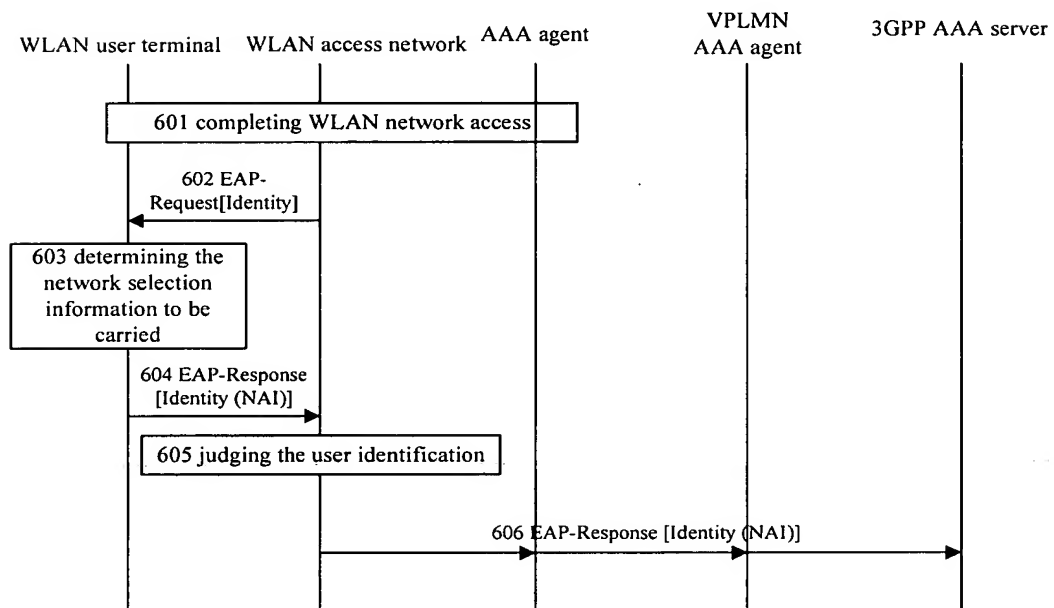 WLAN user terminal
WLAN access network
AAA agent
VPLMN
AAA agent
3GPP AAA server
601 completing WLAN network access
602 EAP-
Request[Identity]
603 determining the
network selection
information to be
carried
604 EAP-Response
[Identity (NAI)]
605 judging the user identification
606 EAP-Response [Identity (NAI)]